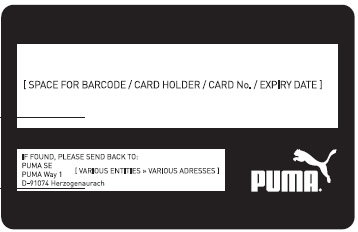 [ SPACE FOR BARCODE / CARD HOLDER / CARD No. / EXPIRY DATE ]
IF FOUND, PLEASE SEND BACK TO:
PUMA SE
PUMA Way 1 [ VARIOUS ENTITIES » VARIOUS ADRESSES ]
D-91074 Herzogenaurach
PUMA